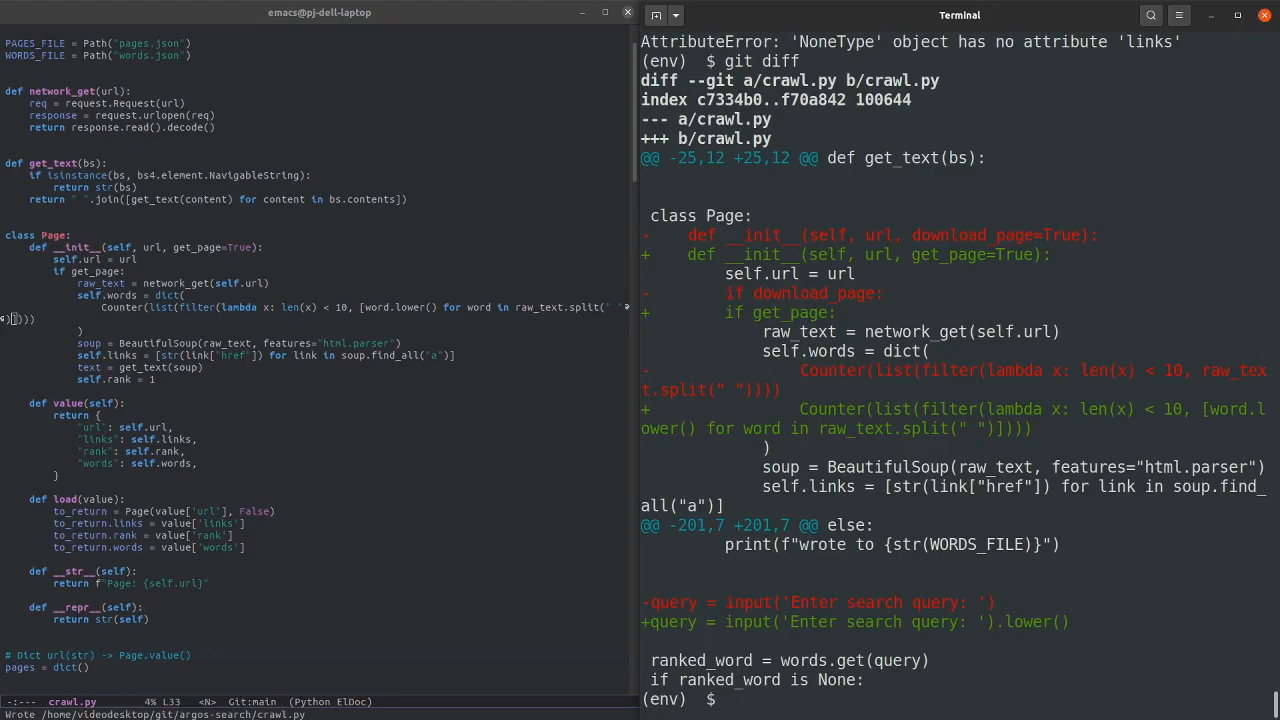 emacs@pj-dell-laptop
PAGES_FILE = Path("pages.json")
WORDS_FILE = Path("words.json")
def network_get(url):
    req = request.Request(url)
    response = request.urlopen(req)
    return response.read().decode()
def get_text(bs):
    if isinstance(bs, bs4.element.NavigableString):
        return str(bs)
    return " ".join([get_text(content) for content in bs.contents])
class Page:
    def __init__(self, url, get_page=True):
        self.url = url
        if get_page:
            raw_text = network_get(self.url)
            self.words = dict(
                Counter(list(filter(lambda x: len(x) < 10, [word.lower() for word in raw_text.split(" "
)])))
            )
            soup = BeautifulSoup(raw_text, features="html.parser")
            self.links = [str(link["href"]) for link in soup.find_all("a")]
            text = get_text(soup)
            self.rank = 1
    def value(self):
        return {
            "url": self.url,
            "links": self.links,
            "rank": self.rank,
            "words": self.words,
        }
    def load(value):
        to_return = Page(value['url'], False)
        to_return.links = value['links']
        to_return.rank = value['rank']
        to_return.words = value['words']
    def __str__(self):
        return f"Page: {self.url}"
    def __repr__(self):
        return str(self)
# Dict url(str) -> Page.value()
pages = dict()
-:--- crawl.py 4% L33 <N> Git:main (Python ElDoc)
Wrote /home/videodesktop/git/argos-search/crawl.py
Terminal
AttributeError: 'NoneType' object has no attribute 'links'
(env) $ git diff
diff --git a/crawl.py b/crawl.py
index c7334b0..f70a842 100644
--- a/crawl.py
+++ b/crawl.py
@@ -25,12 +25,12 @@ def get_text(bs):
 class Page:
-    def __init__(self, url, download_page=True):
+    def __init__(self, url, get_page=True):
         self.url = url
-        if download_page:
+        if get_page:
             raw_text = network_get(self.url)
             self.words = dict(
-                Counter(list(filter(lambda x: len(x) < 10, raw_tex
t.split(" "))))
+                Counter(list(filter(lambda x: len(x) < 10, [word.l
ower() for word in raw_text.split(" ")])))
             )
             soup = BeautifulSoup(raw_text, features="html.parser")
             self.links = [str(link["href"]) for link in soup.find_
all("a")]
@@ -201,7 +201,7 @@ else:
         print(f"wrote to {str(WORDS_FILE)}")
-query = input('Enter search query: ')
+query = input('Enter search query: ').lower()
 ranked_word = words.get(query)
 if ranked_word is None:
(env) $